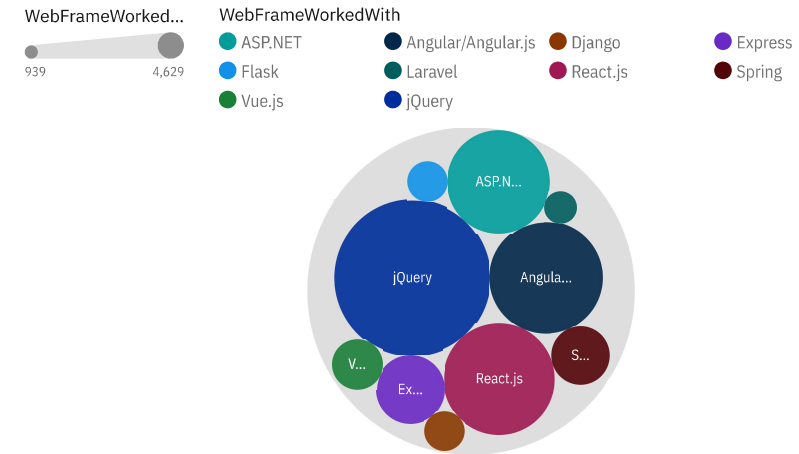 WebFrameWorked...
939
4,629
WebFrameWorkedWith
ASP.NET Angular/Angular.js Django Express
Flask Laravel React.js Spring
Vue.js jQuery
ASP.N...
jQuery
Angula...
S...
V...
React.js
Ex...